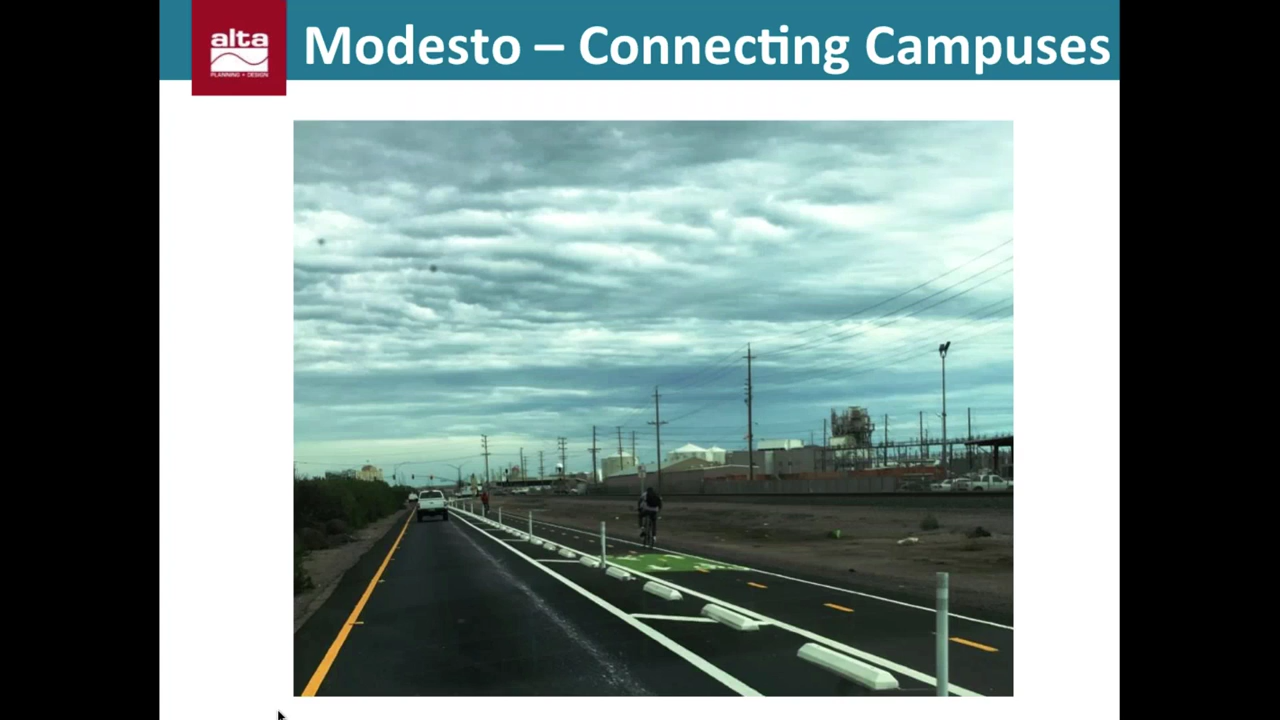 alta
PLANNING + DESIGN
Modesto – Connecting Campuses